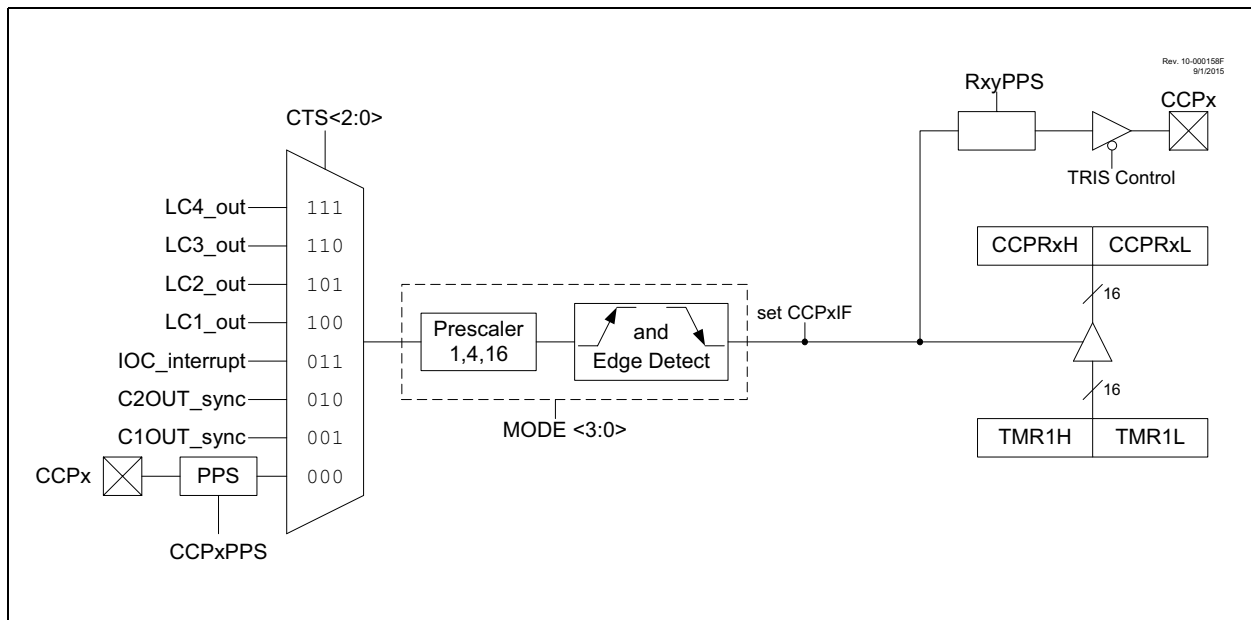 Rev. 10-000158F
9/1/2015
RxyPPS
CCPx
TRIS Control
CTS<2:0>
LC4_out
111
LC3_out
110
LC2_out
101
LC1_out
100
IOC_interrupt
011
C2OUT_sync
010
C1OUT_sync
001
CCPx
PPS
000
CCPxPPS
Prescaler
1,4,16
and
Edge Detect
MODE <3:0>
set CCPxIF
CCPRxH
CCPRxL
16
16
TMR1H
TMR1L